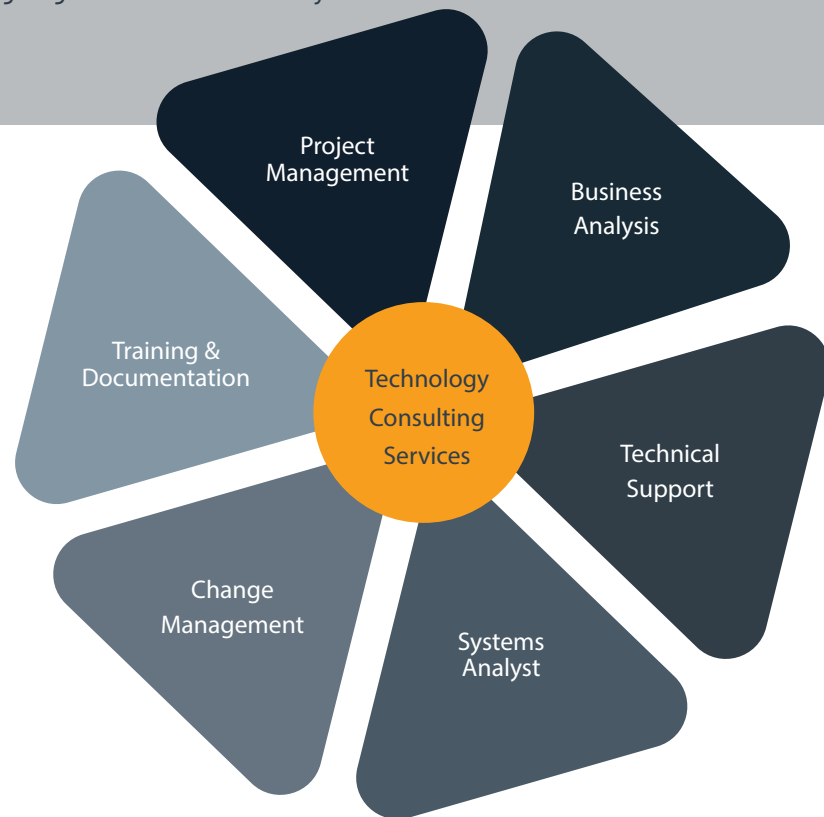 Project
Management
Business
Analysis
Technical
Support
Systems
Analyst
Change
Management
Training &
Documentation
Technology
Consulting
Services